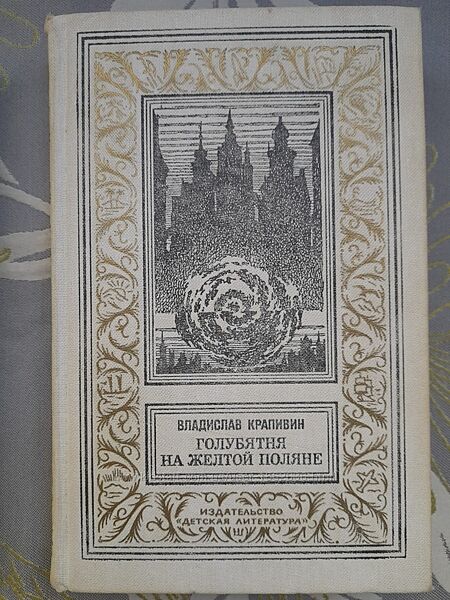 ВЛАДИСЛАВ КРАПИВИН
ГОЛУБЯТНЯ
НА ЖЕЛТОЙ ПОЛЯНЕ
ИЗДАТЕЛЬСТВО
«ДЕТСКАЯ ЛИТЕРАТУРА»